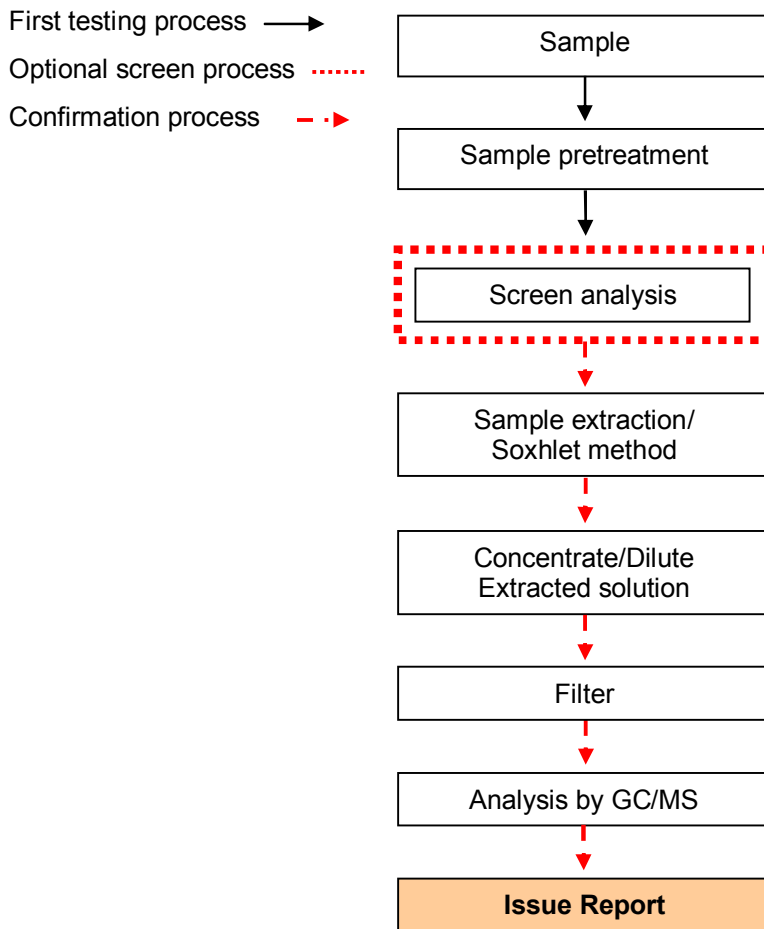 First testing process
Optional screen process
Confirmation process
Sample
Sample pretreatment
Screen analysis
Sample extraction/
Soxhlet method
Concentrate/Dilute
Extracted solution
Filter
Analysis by GC/MS
Issue Report